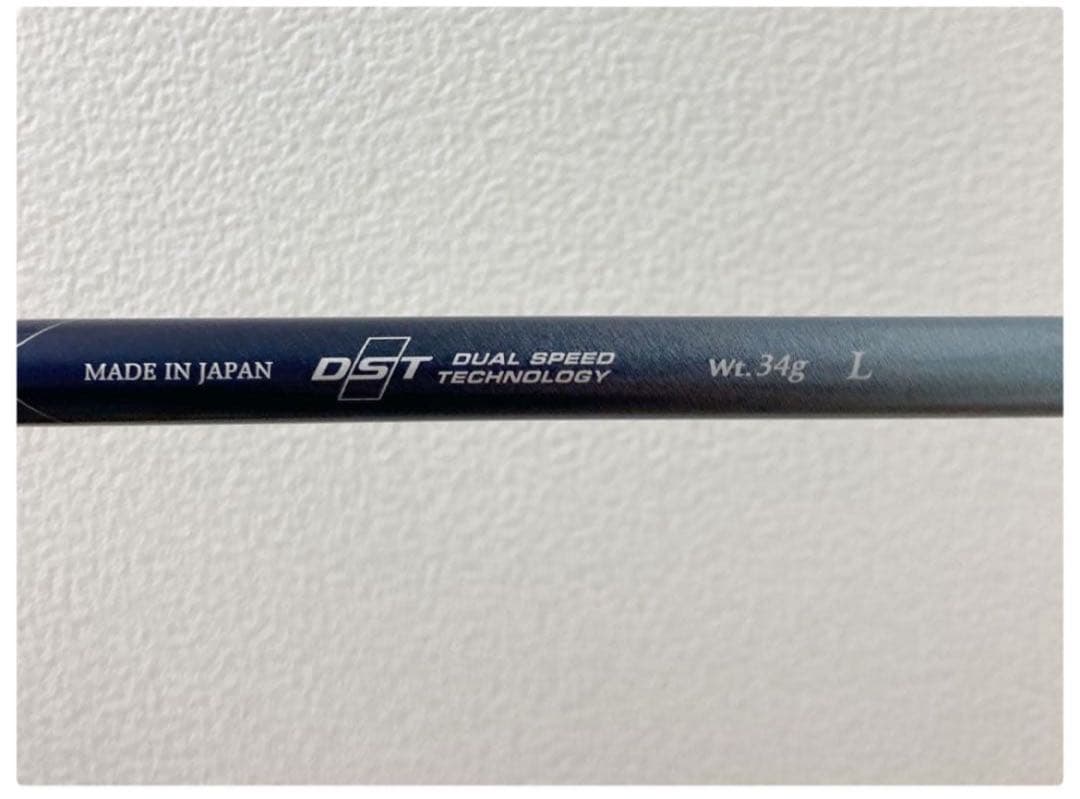 MADE IN JAPAN
DST
DUAL SPEED
TECHNOLOGY
Wt. 34g
L